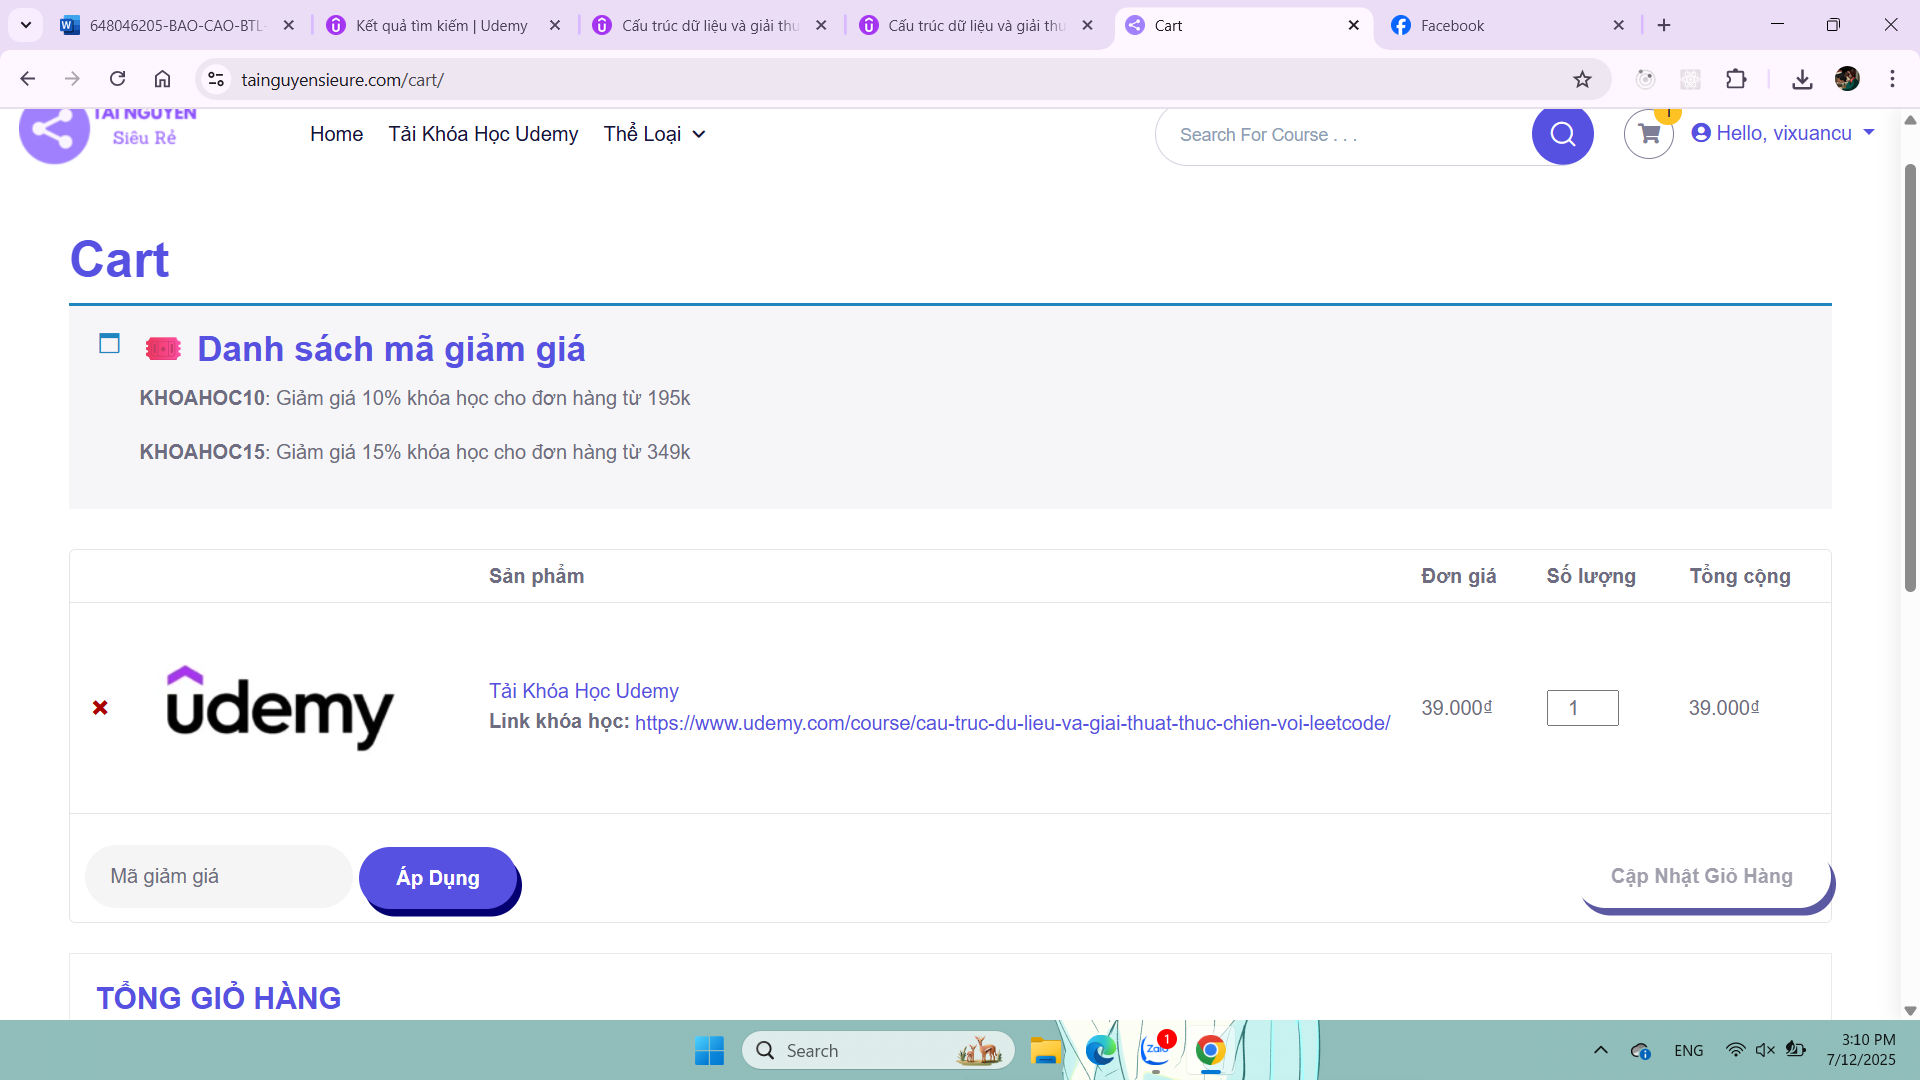 648046205-BAO-CAO-BTL-
Kết quả tìm kiếm | Udemy
Cấu trúc dữ liệu và giải thu
Cấu trúc dữ liệu và giải thu
Cart
Facebook
tainguyensieure.com/cart/
TÀI NGUYÊN
Siêu Rẻ
Home
Tải Khóa Học Udemy
Thể Loại
Search For Course . . .
1
Hello, vixuancu
Cart
Danh sách mã giảm giá
KHOAHOC10: Giảm giá 10% khóa học cho đơn hàng từ 195k
KHOAHOC15: Giảm giá 15% khóa học cho đơn hàng từ 349k
Sản phẩm
Đơn giá
Số lượng
Tổng cộng
udemy
Tải Khóa Học Udemy
Link khóa học: https://www.udemy.com/course/cau-truc-du-lieu-va-giai-thuat-thuc-chien-voi-leetcode/
39.000₫
1
39.000₫
Mã giảm giá
Áp Dụng
Cập Nhật Giỏ Hàng
TỔNG GIỎ HÀNG
Search
Zalo
1
ENG
3:10 PM
7/12/2025